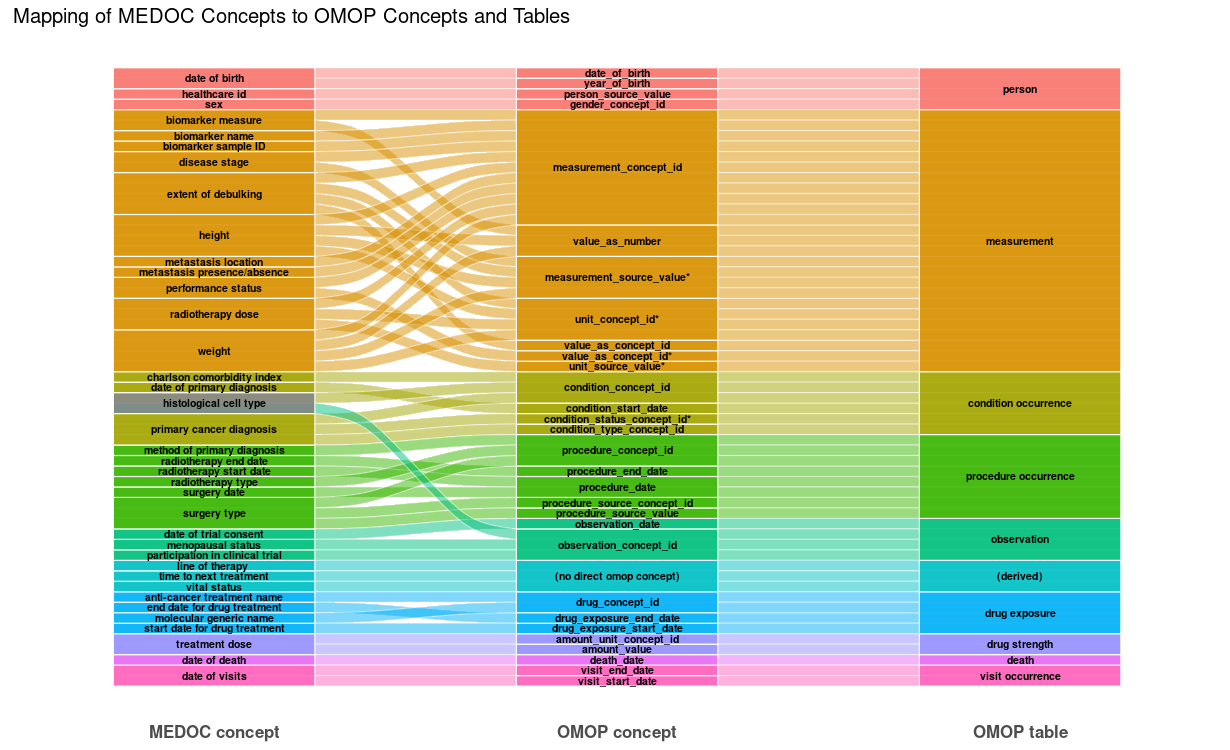 Mapping of MEDOC Concepts to OMOP Concepts and Tables
date of birth
healthcare id
sex
biomarker measure
biomarker name
biomarker sample ID
disease stage
extent of debulking
height
metastasis location
metastasis presence/absence
performance status
radiotherapy dose
weight
charlson comorbidity index
date of primary diagnosis
histological cell type
primary cancer diagnosis
method of primary diagnosis
radiotherapy end date
radiotherapy start date
radiotherapy type
surgery date
surgery type
date of trial consent
menopausal status
participation in clinical trial
line of therapy
time to next treatment
vital status
anti-cancer treatment name
end date for drug treatment
molecular generic name
start date for drug treatment
treatment dose
date of death
date of visits
date_of_birth
year_of_birth
person_source_value
gender_concept_id
measurement_concept_id
value_as_number
measurement_source_value*
unit_concept_id*
value_as_concept_id
value_as_concept_id*
unit_source_value*
condition_concept_id
condition_start_date
condition_status_concept_id*
condition_type_concept_id
procedure_concept_id
procedure_end_date
procedure_date
procedure_source_concept_id
procedure_source_value
observation_date
observation_concept_id
(no direct omop concept)
drug_concept_id
drug_exposure_end_date
drug_exposure_start_date
amount_unit_concept_id
amount_value
death_date
visit_end_date
visit_start_date
person
measurement
condition occurrence
procedure occurrence
observation
(derived)
drug exposure
drug strength
death
visit occurrence
MEDOC concept
OMOP concept
OMOP table